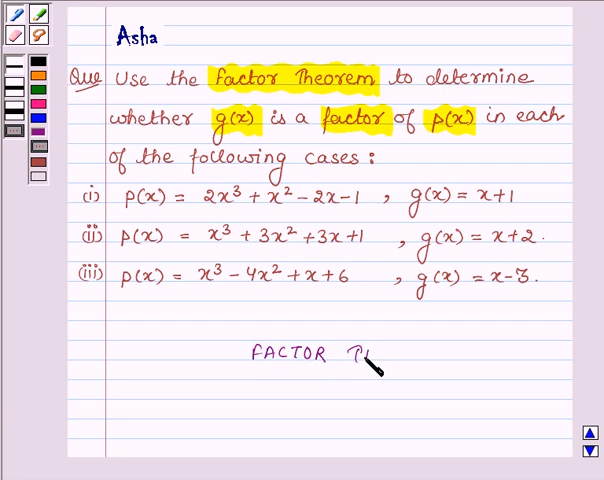 Asha
Que Use the Factor Theorem to determine
whether g(x) is a factor of p(x) in each
of the following cases :
(i) p(x) = 2x³ + x² - 2x - 1 , g(x) = x+1
(ii) p(x) = x³ + 3x² + 3x + 1 , g(x) = x+2.
(iii) p(x) = x³ - 4x² + x + 6 , g(x) = x-3.
FACTOR